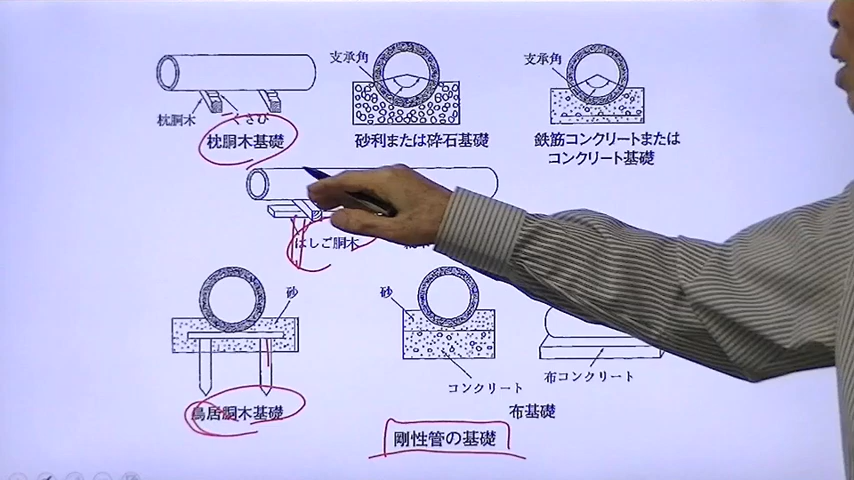 支承角
支承角
枕胴木
くさび
枕胴木基礎
砂利または砕石基礎
鉄筋コンクリートまたは
コンクリート基礎
はしご胴木
砂
砂
コンクリート
布コンクリート
鳥居胴木基礎
布基礎
剛性管の基礎